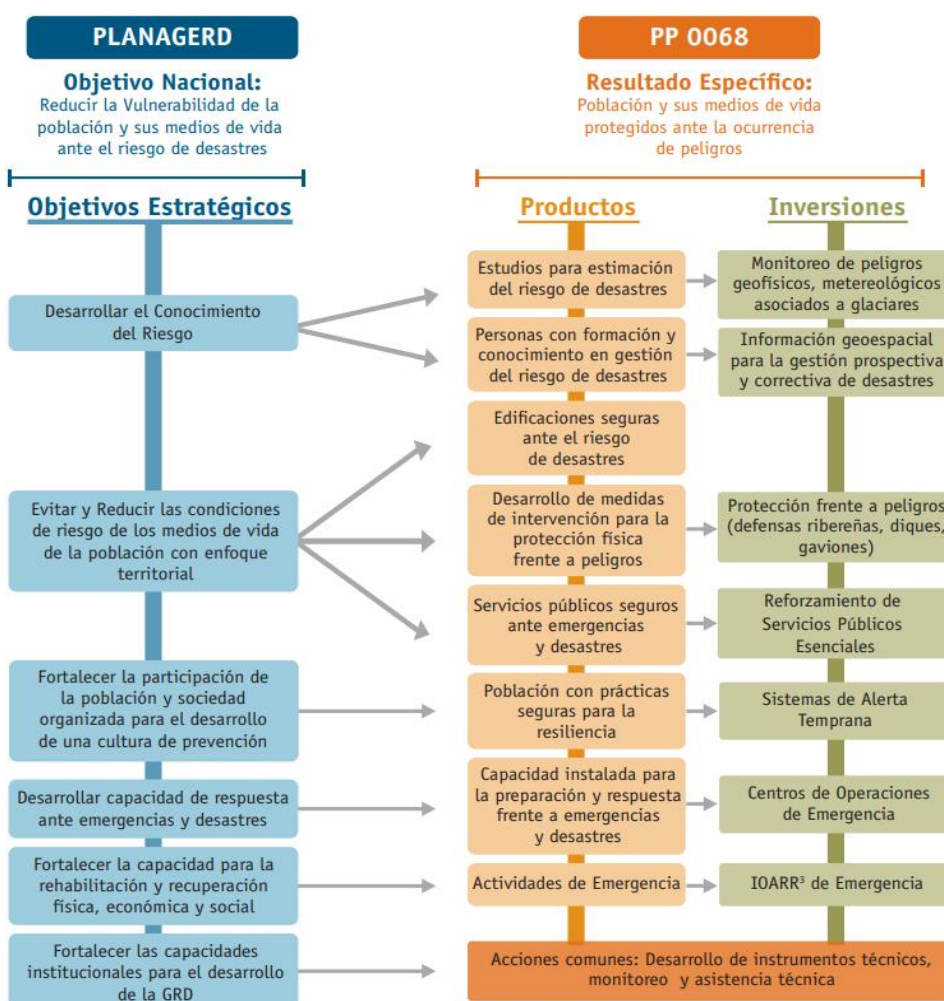 PLANAGERD
Objetivo Nacional:
Reducir la Vulnerabilidad de la
población y sus medios de vida
ante el riesgo de desastres
PP 0068
Resultado Específico:
Población y sus medios de vida
protegidos ante la ocurrencia
de peligros
Objetivos Estratégicos
Productos
Inversiones
Desarrollar el Conocimiento
del Riesgo
Estudios para estimación
del riesgo de desastres
Monitoreo de peligros
geofísicos, metereológicos
asociados a glaciares
Personas con formación y
conocimiento en gestión
del riesgo de desastres
Información geoespacial
para la gestión prospectiva
y correctiva de desastres
Evitar y Reducir las condiciones
de riesgo de los medios de vida
de la población con enfoque
territorial
Edificaciones seguras
ante el riesgo
de desastres
Desarrollo de medidas
de intervención para la
protección física
frente a peligros
Protección frente a peligros
(defensas ribereñas, diques,
gaviones)
Servicios públicos seguros
ante emergencias
y desastres
Reforzamiento de
Servicios Públicos
Esenciales
Fortalecer la participación de
la población y sociedad
organizada para el desarrollo
de una cultura de prevención
Población con prácticas
seguras para la
resiliencia
Sistemas de Alerta
Temprana
Desarrollar capacidad de respuesta
ante emergencias y desastres
Capacidad instalada para
la preparación y respuesta
frente a emergencias
y desastres
Centros de Operaciones
de Emergencia
Fortalecer la capacidad para la
rehabilitación y recuperación
física, económica y social
Actividades de Emergencia
IOARR³ de Emergencia
Fortalecer las capacidades
institucionales para el desarrollo
de la GRD
Acciones comunes: Desarrollo de instrumentos técnicos,
monitoreo y asistencia técnica